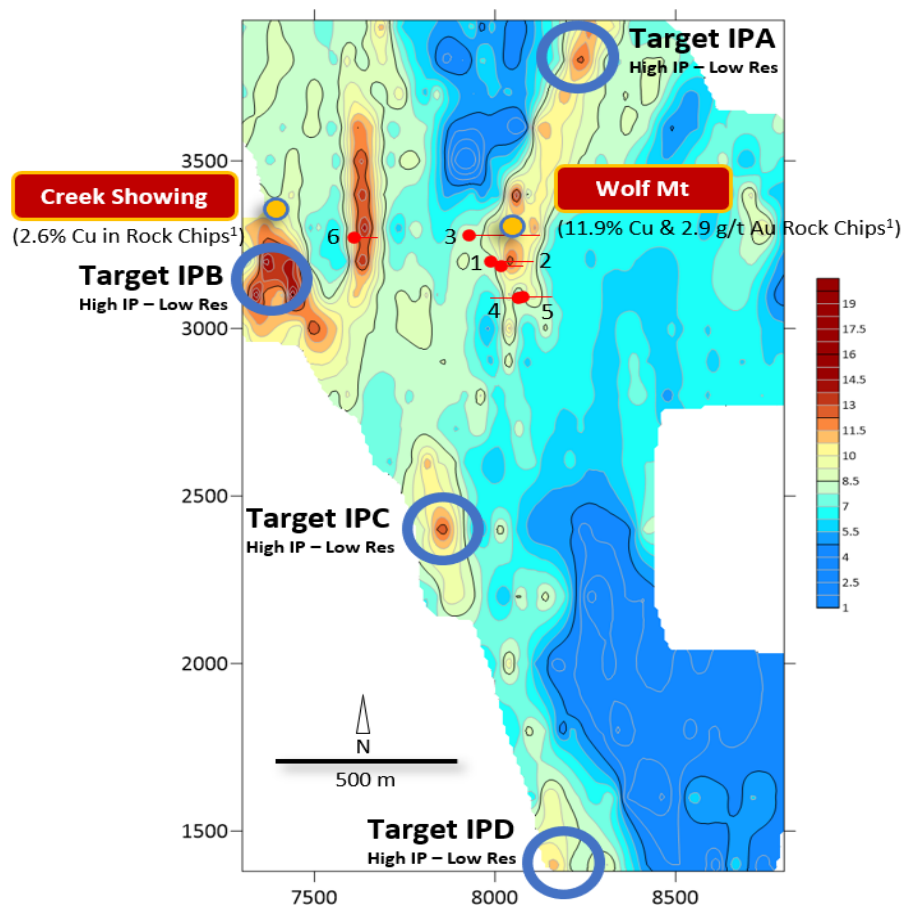 Target IPA
High IP – Low Res
3500
Creek Showing
(2.6% Cu in Rock Chips1)
Wolf Mt
(11.9% Cu & 2.9 g/t Au Rock Chips1)
6
3
1
2
Target IPB
High IP – Low Res
4
5
3000
19
17.5
16
14.5
13
11.5
10
8.5
7
5.5
4
2.5
1
2500
Target IPC
High IP – Low Res
2000
N
500 m
1500
Target IPD
High IP – Low Res
7500
8000
8500